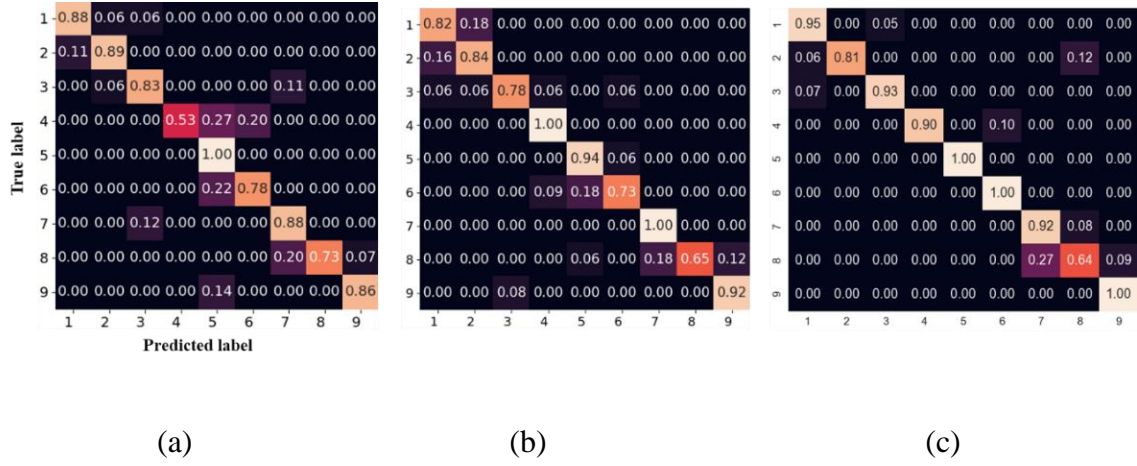 True label
1 0.88 0.06 0.06 0.00 0.00 0.00 0.00 0.00 0.00
2 0.11 0.89 0.00 0.00 0.00 0.00 0.00 0.00 0.00
3 0.00 0.06 0.83 0.00 0.00 0.00 0.11 0.00 0.00
4 0.00 0.00 0.00 0.53 0.27 0.20 0.00 0.00 0.00
5 0.00 0.00 0.00 0.00 1.00 0.00 0.00 0.00 0.00
6 0.00 0.00 0.00 0.00 0.22 0.78 0.00 0.00 0.00
7 0.00 0.00 0.12 0.00 0.00 0.00 0.88 0.00 0.00
8 0.00 0.00 0.00 0.00 0.00 0.00 0.20 0.73 0.07
9 0.00 0.00 0.00 0.00 0.14 0.00 0.00 0.00 0.86
1 2 3 4 5 6 7 8 9
Predicted label
1 0.82 0.18 0.00 0.00 0.00 0.00 0.00 0.00 0.00
2 0.16 0.84 0.00 0.00 0.00 0.00 0.00 0.00 0.00
3 0.06 0.06 0.78 0.06 0.00 0.06 0.00 0.00 0.00
4 0.00 0.00 0.00 1.00 0.00 0.00 0.00 0.00 0.00
5 0.00 0.00 0.00 0.00 0.94 0.06 0.00 0.00 0.00
6 0.00 0.00 0.00 0.09 0.18 0.73 0.00 0.00 0.00
7 0.00 0.00 0.00 0.00 0.00 0.00 1.00 0.00 0.00
8 0.00 0.00 0.00 0.00 0.06 0.00 0.18 0.65 0.12
9 0.00 0.00 0.08 0.00 0.00 0.00 0.00 0.00 0.92
1 2 3 4 5 6 7 8 9
1 0.95 0.00 0.05 0.00 0.00 0.00 0.00 0.00 0.00
2 0.06 0.81 0.00 0.00 0.00 0.00 0.00 0.12 0.00
3 0.07 0.00 0.93 0.00 0.00 0.00 0.00 0.00 0.00
4 0.00 0.00 0.00 0.90 0.00 0.10 0.00 0.00 0.00
5 0.00 0.00 0.00 0.00 1.00 0.00 0.00 0.00 0.00
6 0.00 0.00 0.00 0.00 0.00 1.00 0.00 0.00 0.00
7 0.00 0.00 0.00 0.00 0.00 0.00 0.92 0.08 0.00
8 0.00 0.00 0.00 0.00 0.00 0.00 0.27 0.64 0.09
9 0.00 0.00 0.00 0.00 0.00 0.00 0.00 0.00 1.00
1 2 3 4 5 6 7 8 9
(a) (b) (c)